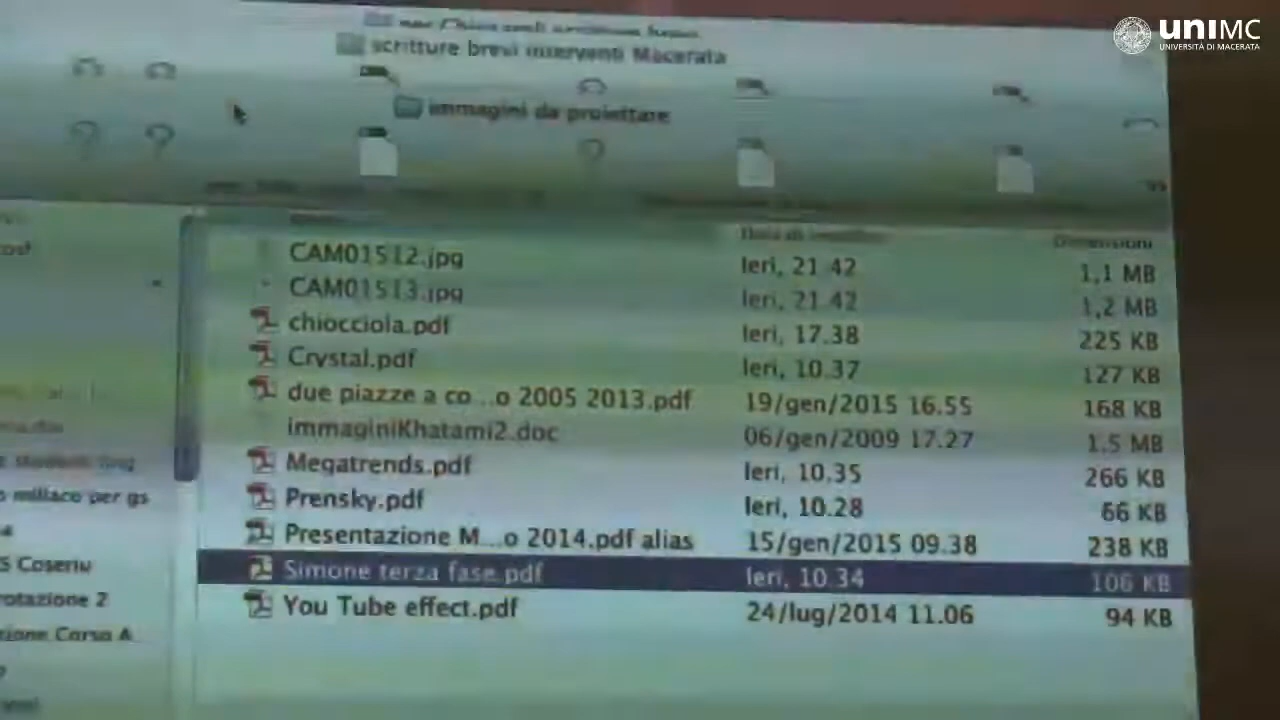 uniMC
UNIVERSITÀ DI MACERATA
scritture brevi interventi Macerata
immagini da proiettare
Dimensioni
CAM01512.jpg Ieri, 21.42 1,1 MB
CAM01513.jpg Ieri, 21.42 1,2 MB
chiocciola.pdf Ieri, 17.38 225 KB
Crystal.pdf Ieri, 10.37 127 KB
due piazze a co...o 2005 2013.pdf 19/gen/2015 16.55 168 KB
immaginiKhatami2.doc 06/gen/2009 17.27 1.5 MB
Megatrends.pdf Ieri, 10.35 266 KB
o millaco per gs
Prensky.pdf Ieri, 10.28 66 KB
Presentazione M...o 2014.pdf alias 15/gen/2015 09.38 238 KB
S Coseriu
Simone terza fase.pdf Ieri, 10.34 106 KB
rotazione 2
You Tube effect.pdf 24/lug/2014 11.06 94 KB
zione Corso A...